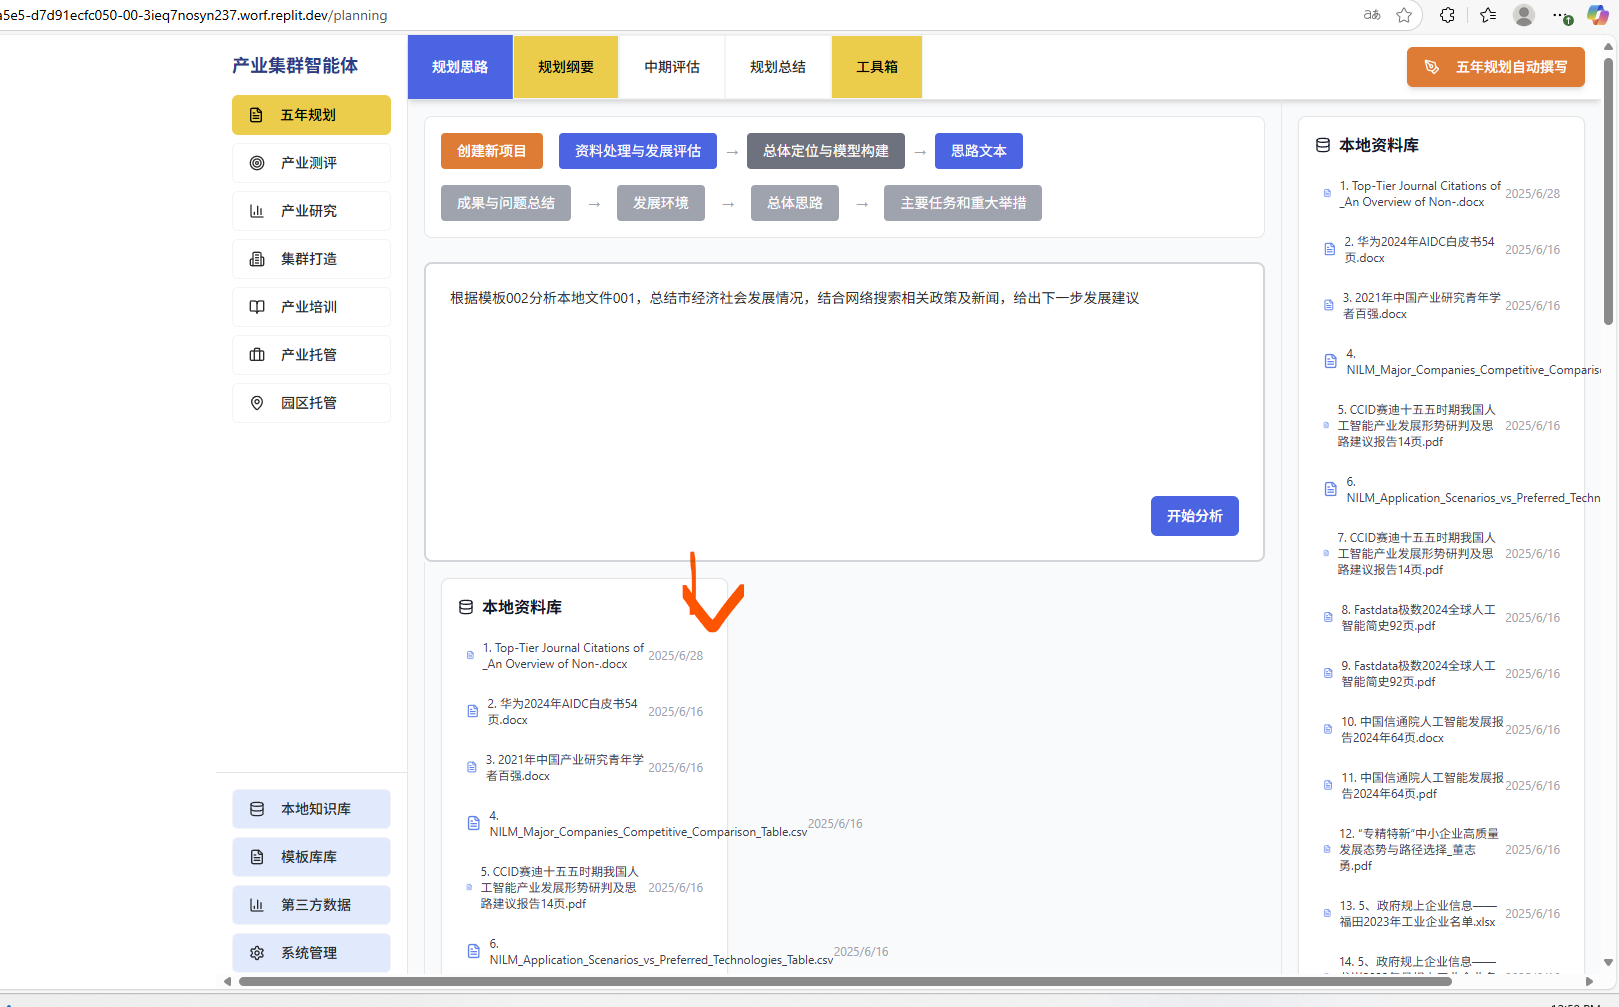 a5e5-d7d91ecfc050-00-3ieq7nosyn237.worf.replit.dev/planning
产业集群智能体
规划思路
规划纲要
中期评估
规划总结
工具箱
五年规划自动撰写
五年规划
产业测评
产业研究
集群打造
产业培训
产业托管
园区托管
本地知识库
模板库库
第三方数据
系统管理
创建新项目
资料处理与发展评估
→
总体定位与模型构建
→
思路文本
成果与问题总结
→
发展环境
→
总体思路
→
主要任务和重大举措
根据模板002分析本地文件001，总结市经济社会发展情况，结合网络搜索相关政策及新闻，给出下一步发展建议
开始分析
本地资料库
1. Top-Tier Journal Citations of
_An Overview of Non-.docx
2025/6/28
2. 华为2024年AIDC白皮书54
页.docx
2025/6/16
3. 2021年中国产业研究青年学
者百强.docx
2025/6/16
4.
NILM_Major_Companies_Competitive_Comparison_Table.csv
2025/6/16
5. CCID赛迪十五五时期我国人
工智能产业发展形势研判及思
路建议报告14页.pdf
2025/6/16
6.
NILM_Application_Scenarios_vs_Preferred_Technologies_Table.csv
2025/6/16
本地资料库
1. Top-Tier Journal Citations of
_An Overview of Non-.docx
2025/6/28
2. 华为2024年AIDC白皮书54
页.docx
2025/6/16
3. 2021年中国产业研究青年学
者百强.docx
2025/6/16
4.
NILM_Major_Companies_Competitive_Comparis
5. CCID赛迪十五五时期我国人
工智能产业发展形势研判及思
路建议报告14页.pdf
2025/6/16
6.
NILM_Application_Scenarios_vs_Preferred_Techn
7. CCID赛迪十五五时期我国人
工智能产业发展形势研判及思
路建议报告14页.pdf
2025/6/16
8. Fastdata极数2024全球人工
智能简史92页.pdf
2025/6/16
9. Fastdata极数2024全球人工
智能简史92页.pdf
2025/6/16
10. 中国信通院人工智能发展报
告2024年64页.docx
2025/6/16
11. 中国信通院人工智能发展报
告2024年64页.pdf
2025/6/16
12. “专精特新”中小企业高质量
发展态势与路径选择_董志
勇.pdf
2025/6/16
13. 5、政府规上企业信息——
福田2023年工业企业名单.xlsx
2025/6/16
14. 5、政府规上企业信息——